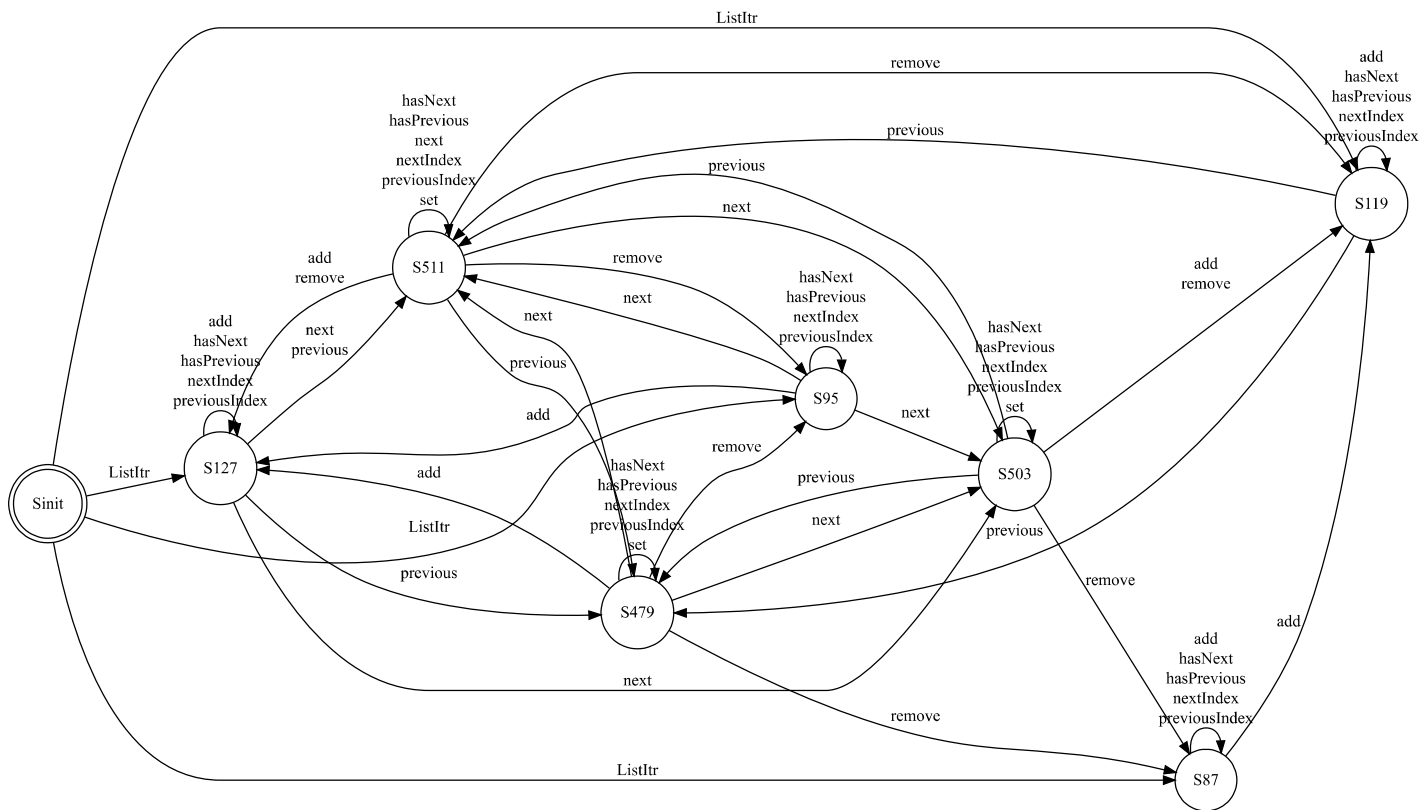 ListItr
remove
add
hasNext
hasPrevious
nextIndex
previousIndex
S119
hasNext
hasPrevious
next
nextIndex
previousIndex
set
S511
previous
previous
next
remove
next
add
remove
add
remove
next
previous
next
previous
hasNext
hasPrevious
nextIndex
previousIndex
S95
add
hasNext
hasPrevious
nextIndex
previousIndex
S127
hasNext
hasPrevious
nextIndex
previousIndex
set
S503
next
add
remove
ListItr
Sinit
add
ListItr
previous
hasNext
hasPrevious
nextIndex
previousIndex
set
S479
previous
next
previous
remove
next
remove
add
add
hasNext
hasPrevious
nextIndex
previousIndex
S87
ListItr